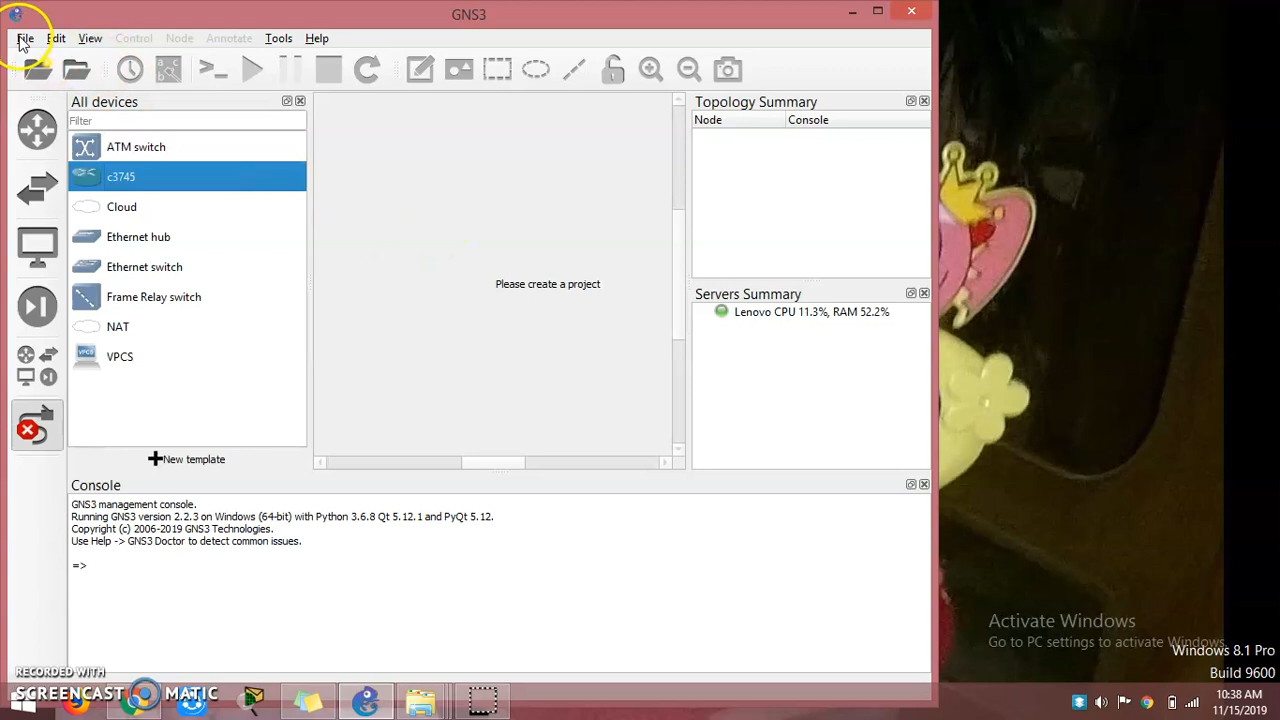 GNS3
File Edit View Control Node Annotate Tools Help
All devices
Filter
ATM switch
c3745
Cloud
Ethernet hub
Ethernet switch
Frame Relay switch
NAT
VPCS
VPCS
New template
Please create a project
Topology Summary
Node Console
Servers Summary
Lenovo CPU 11.3%, RAM 52.2%
Console
GNS3 management console.
Running GNS3 version 2.2.3 on Windows (64-bit) with Python 3.6.8 Qt 5.12.1 and PyQt 5.12.
Copyright (c) 2006-2019 GNS3 Technologies.
Use Help -> GNS3 Doctor to detect common issues.
=>
Activate Windows
Go to PC settings to activate Windows.
Windows 8.1 Pro
Build 9600
RECORDED WITH
SCREENCAST MATIC
10:38 AM
11/15/2019